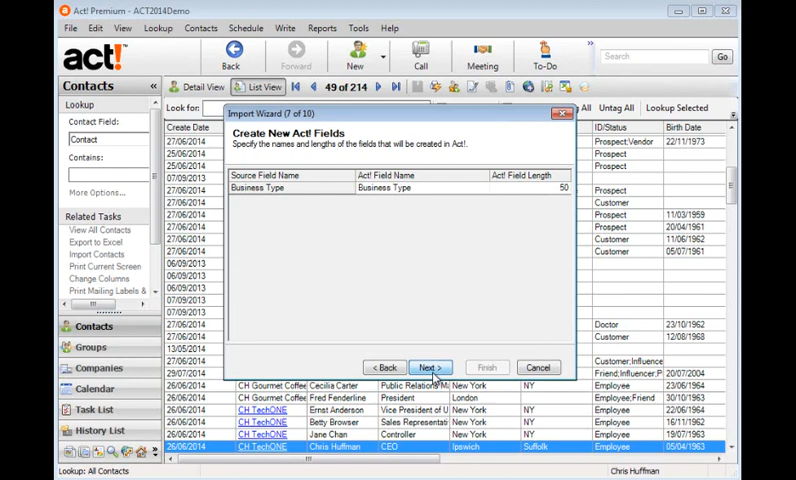 Act! Premium - ACT2014Demo
File Edit View Lookup Contacts Schedule Write Reports Tools Help
act! Back Forward New Call Meeting To-Do » Search Go
Contacts « Detail View List View 49 of 214
Lookup
Contact Field:
Contact
Contains:
More Options...
Related Tasks
View All Contacts
Export to Excel
Import Contacts
Print Current Screen
Change Columns
Print Mailing Labels &
Contacts
Groups
Companies
Calendar
Task List
History List
Look for: All Untag All Lookup Selected
Create Date ID/Status Birth Date
27/06/2014 Prospect;Vendor 22/11/1973
27/06/2014 Prospect
27/06/2014 Prospect
27/06/2014 Prospect
27/06/2014 Customer
27/06/2014 Prospect 11/03/1959
27/06/2014 Prospect 20/04/1961
27/06/2014 Customer 11/06/1962
27/06/2014 Customer 05/07/1961
06/09/2013
06/09/2013
07/09/2013
07/09/2013
27/06/2014 Doctor 23/10/1962
27/06/2014 Customer 12/08/1968
13/05/2014
27/06/2014 Customer;Influence
27/06/2014 Friend;Influencer;F 29/07/2004
26/06/2014 CH Gourmet Coffee Cecilia Carter Public Relations Ma New York NY Employee 23/06/1964
26/06/2014 CH Gourmet Coffee Fred Fenderline President London Employee;Friend 30/10/1963
26/06/2014 CH TechONE Ernst Anderson Vice President of U New York NY Employee 22/06/1964
26/06/2014 CH TechONE Betty Browser Sales Representati New York NY Employee 16/10/1962
26/06/2014 CH TechONE Jane Chan Controller New York NY Employee 19/07/1963
26/06/2014 CH TechONE Chris Huffman CEO Ipswich Suffolk Employee 05/04/1963
Import Wizard (7 of 10)
Create New Act! Fields
Specify the names and lengths of the fields that will be created in Act!.
Source Field Name Act! Field Name Act! Field Length
Business Type Business Type 50
< Back Next > Finish Cancel
Lookup: All Contacts Chris Huffman